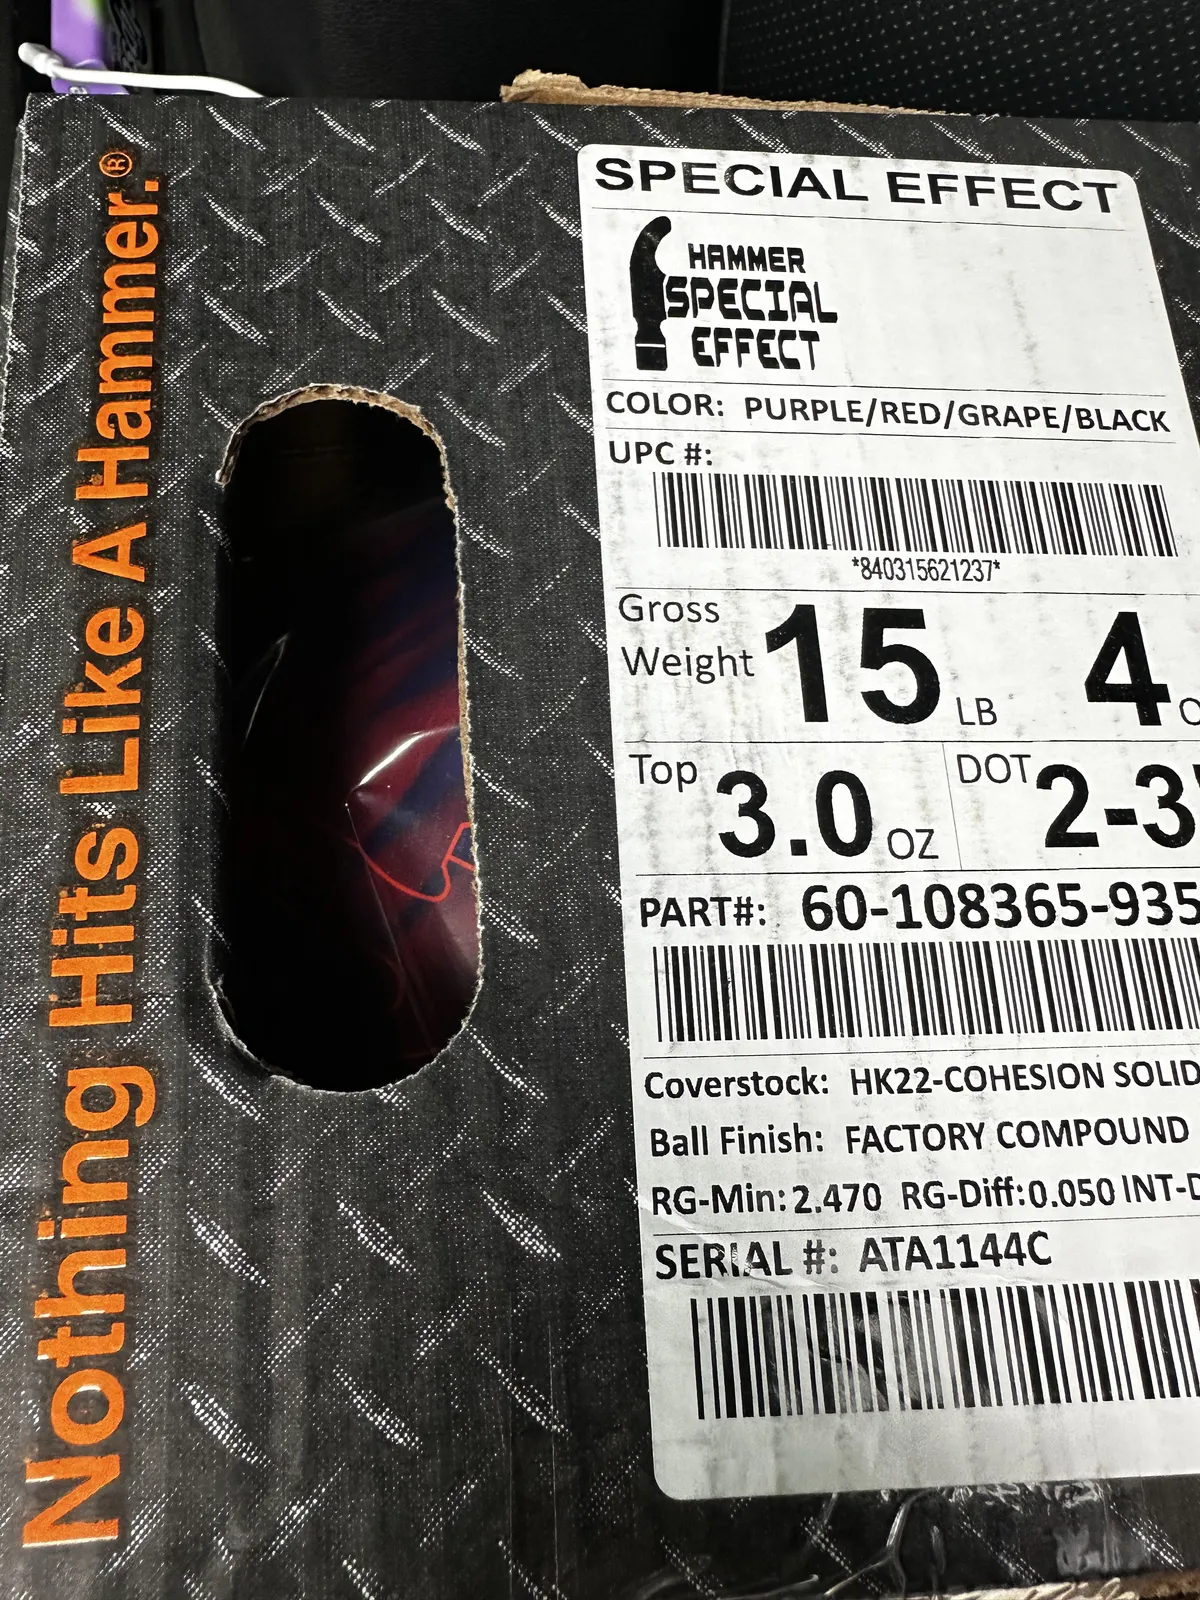 Nothing Hits Like A Hammer.®
SPECIAL EFFECT
HAMMER
SPECIAL
EFFECT
COLOR: PURPLE/RED/GRAPE/BLACK
UPC #:
*840315621237*
Gross
Weight 15 LB 4
Top 3.0 OZ DOT 2-3
PART#: 60-108365-935
Coverstock: HK22-COHESION SOLID
Ball Finish: FACTORY COMPOUND
RG-Min: 2.470 RG-Diff: 0.050 INT-D
SERIAL #: ATA1144C